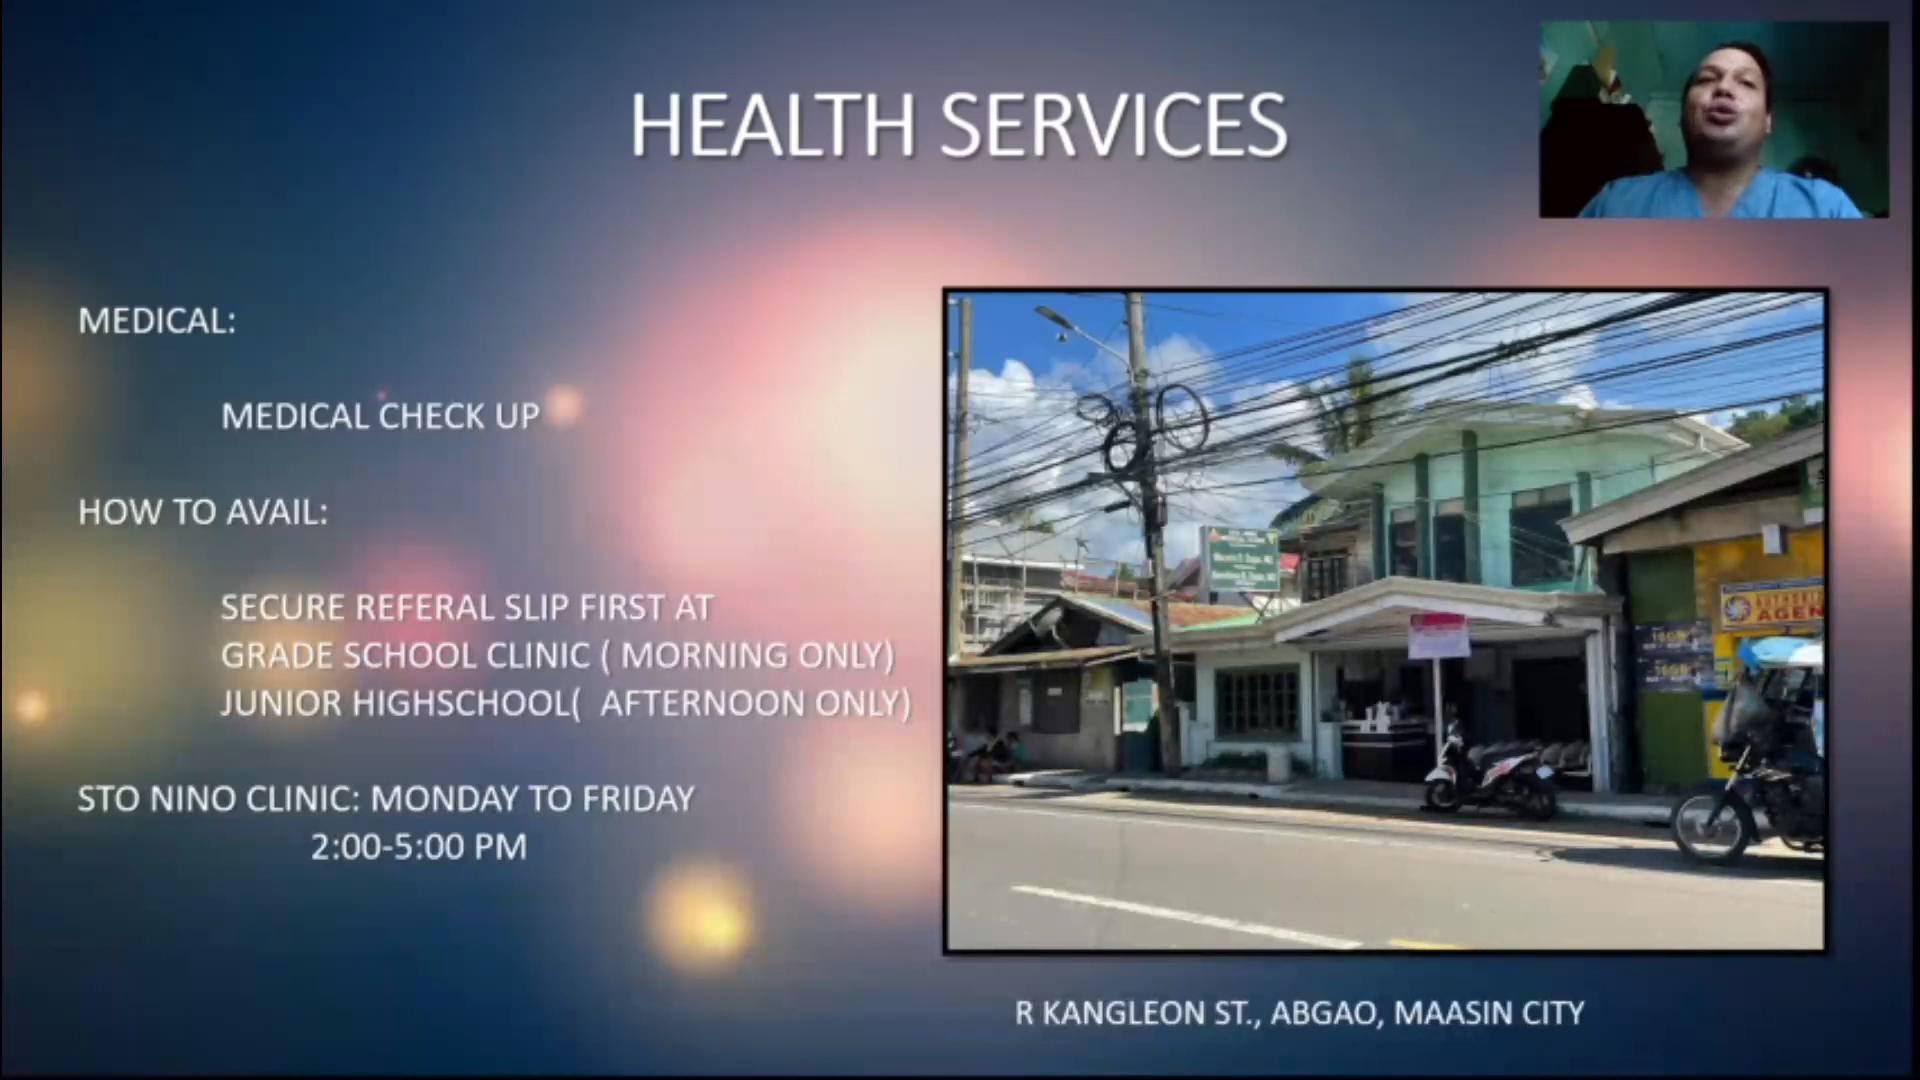 HEALTH SERVICES
MEDICAL:
MEDICAL CHECK UP
HOW TO AVAIL:
SECURE REFERAL SLIP FIRST AT
GRADE SCHOOL CLINIC ( MORNING ONLY)
JUNIOR HIGHSCHOOL(  AFTERNOON ONLY)
STO NINO CLINIC: MONDAY TO FRIDAY
2:00-5:00 PM
R KANGLEON ST., ABGAO, MAASIN CITY